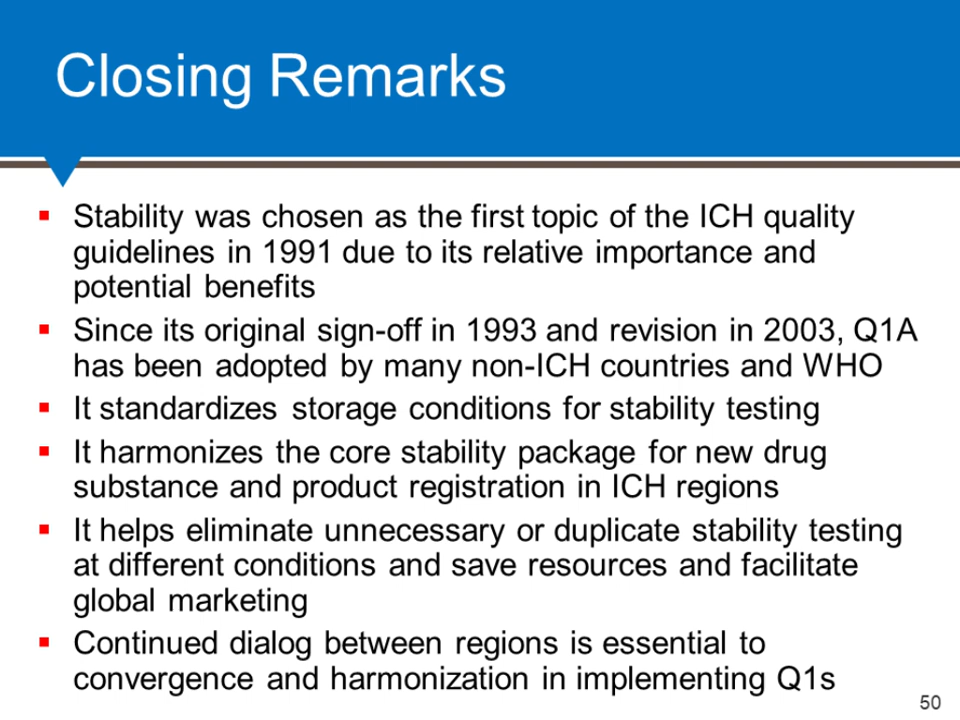 Closing Remarks
Stability was chosen as the first topic of the ICH quality
guidelines in 1991 due to its relative importance and
potential benefits
Since its original sign-off in 1993 and revision in 2003, Q1A
has been adopted by many non-ICH countries and WHO
It standardizes storage conditions for stability testing
It harmonizes the core stability package for new drug
substance and product registration in ICH regions
It helps eliminate unnecessary or duplicate stability testing
at different conditions and save resources and facilitate
global marketing
Continued dialog between regions is essential to
convergence and harmonization in implementing Q1s
50